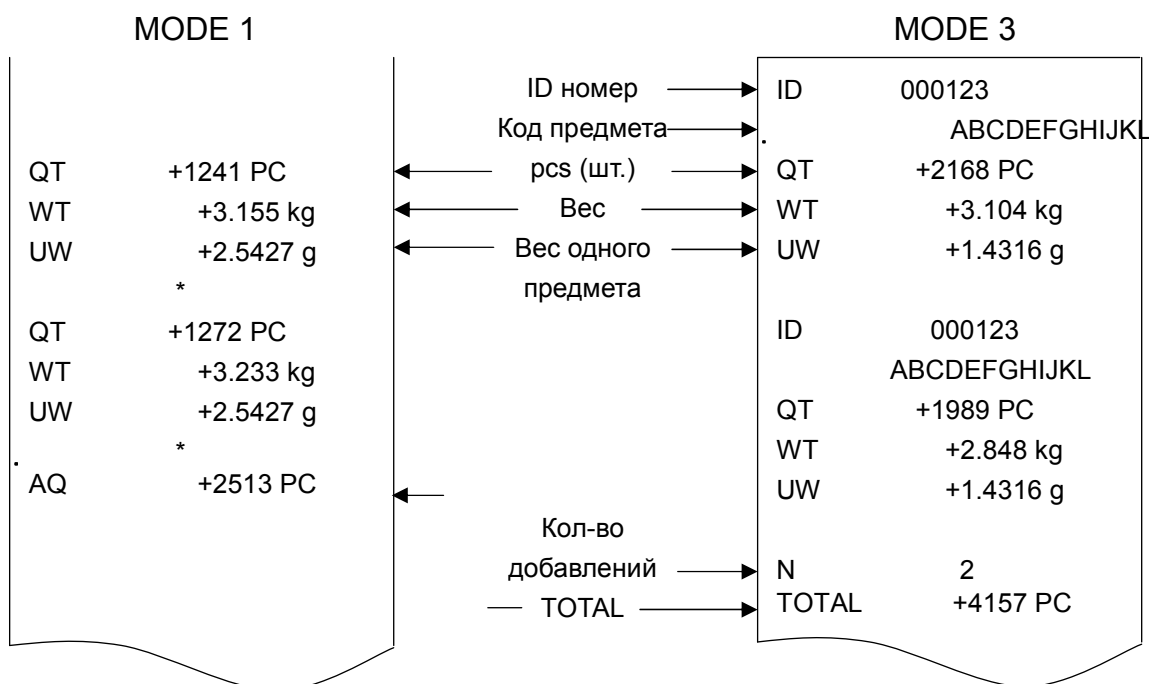 MODE 1
QT +1241 PC
WT +3.155 kg
UW +2.5427 g
*
QT +1272 PC
WT +3.233 kg
UW +2.5427 g
*
AQ +2513 PC
ID номер
Код предмета
pcs (шт.)
Вес
Вес одного
предмета
Кол-во
добавлений
TOTAL
MODE 3
ID 000123
ABCDEFGHIJKL
QT +2168 PC
WT +3.104 kg
UW +1.4316 g
ID 000123
ABCDEFGHIJKL
QT +1989 PC
WT +2.848 kg
UW +1.4316 g
N 2
TOTAL +4157 PC